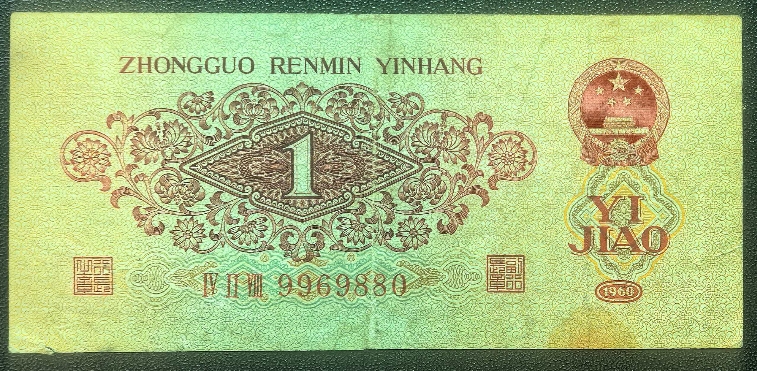 ZHONGGUO RENMIN YINHANG
1
YI
JIAO
Ⅳ Ⅱ Ⅷ 9969880
1960